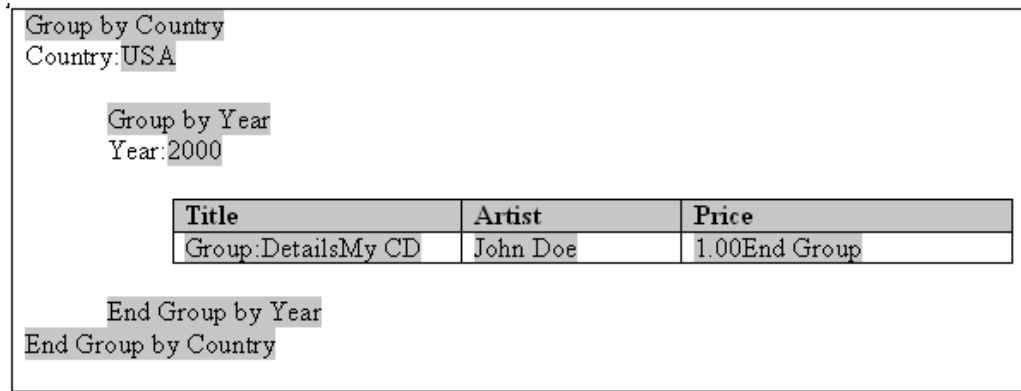 Group by Country
Country:USA
Group by Year
Year:2000
Title Artist Price
Group:DetailsMy CD John Doe 1.00End Group
End Group by Year
End Group by Country